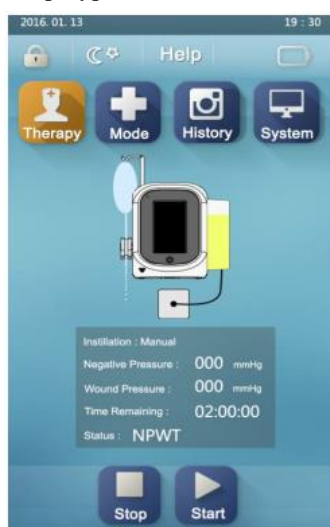 2016. 01. 13 19 : 30
Help
Therapy Mode History System
Instillation : Manual
Negative Pressure : 000 mmHg
Wound Pressure : 000 mmHg
Time Remaining : 02:00:00
Status : NPWT
Stop Start